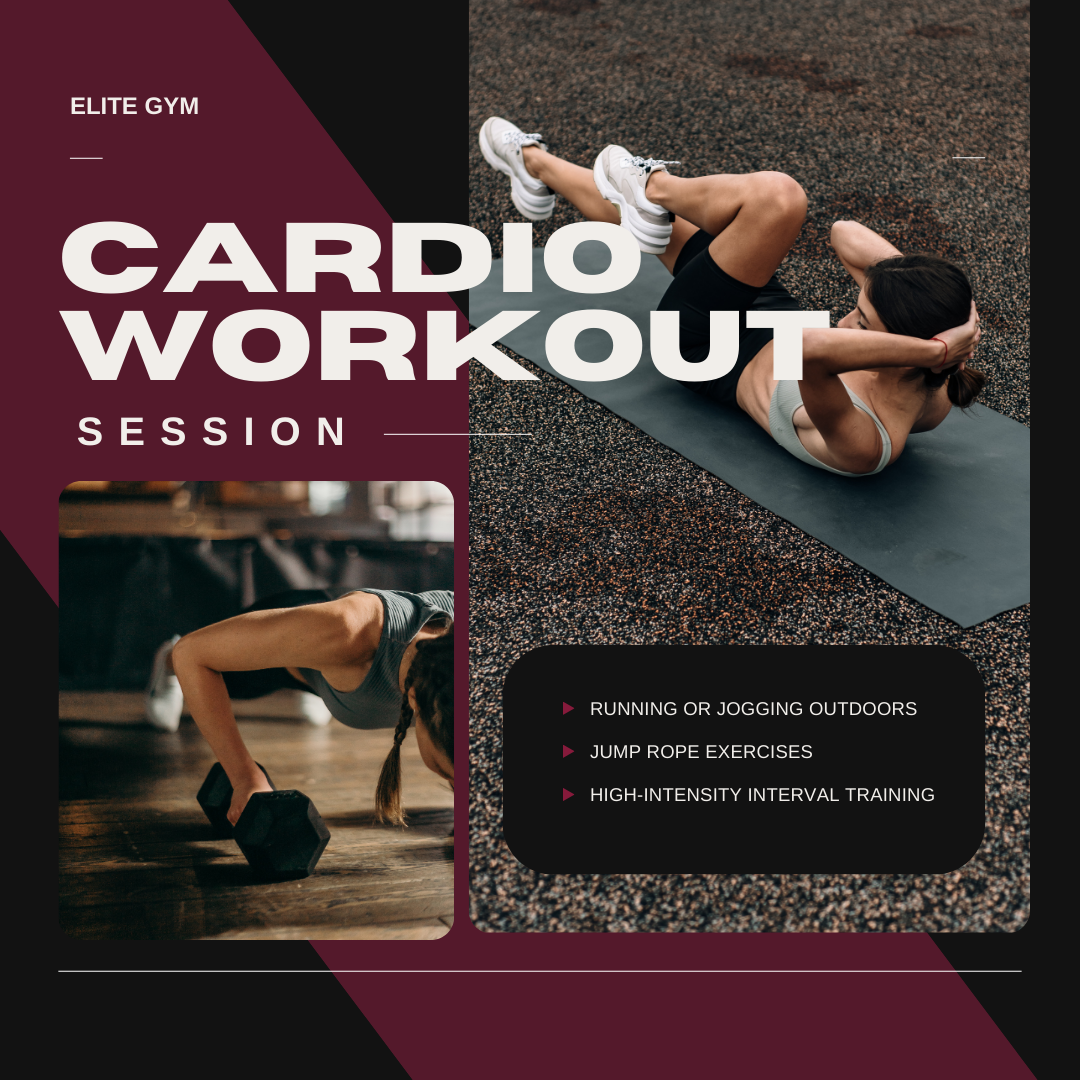 ELITE GYM
CARDIO
WORKOUT
SESSION
RUNNING OR JOGGING OUTDOORS
JUMP ROPE EXERCISES
HIGH-INTENSITY INTERVAL TRAINING